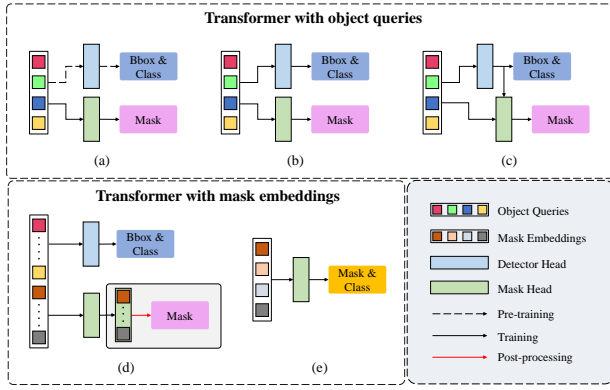 Transformer with object queries
Bbox &
Class
Mask
(a)
Bbox &
Class
Mask
(b)
Bbox &
Class
Mask
(c)
Transformer with mask embeddings
Bbox &
Class
Mask
(d)
Mask &
Class
(e)
Object Queries
Mask Embeddings
Detector Head
Mask Head
Pre-training
Training
Post-processing